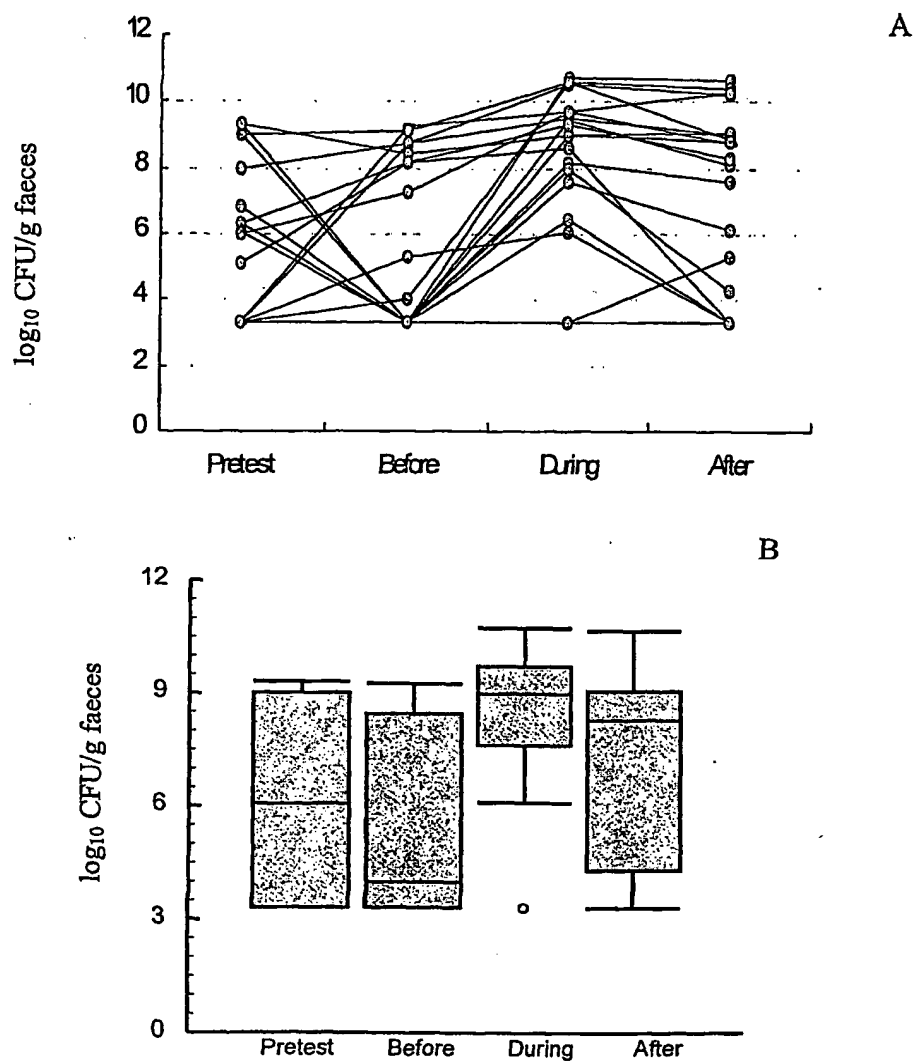 A
12
10
8
6
4
2
0
log₁₀ CFU/g faeces
Pretest Before During After
B
12
9
6
3
0
log₁₀ CFU/g faeces
Pretest Before During After